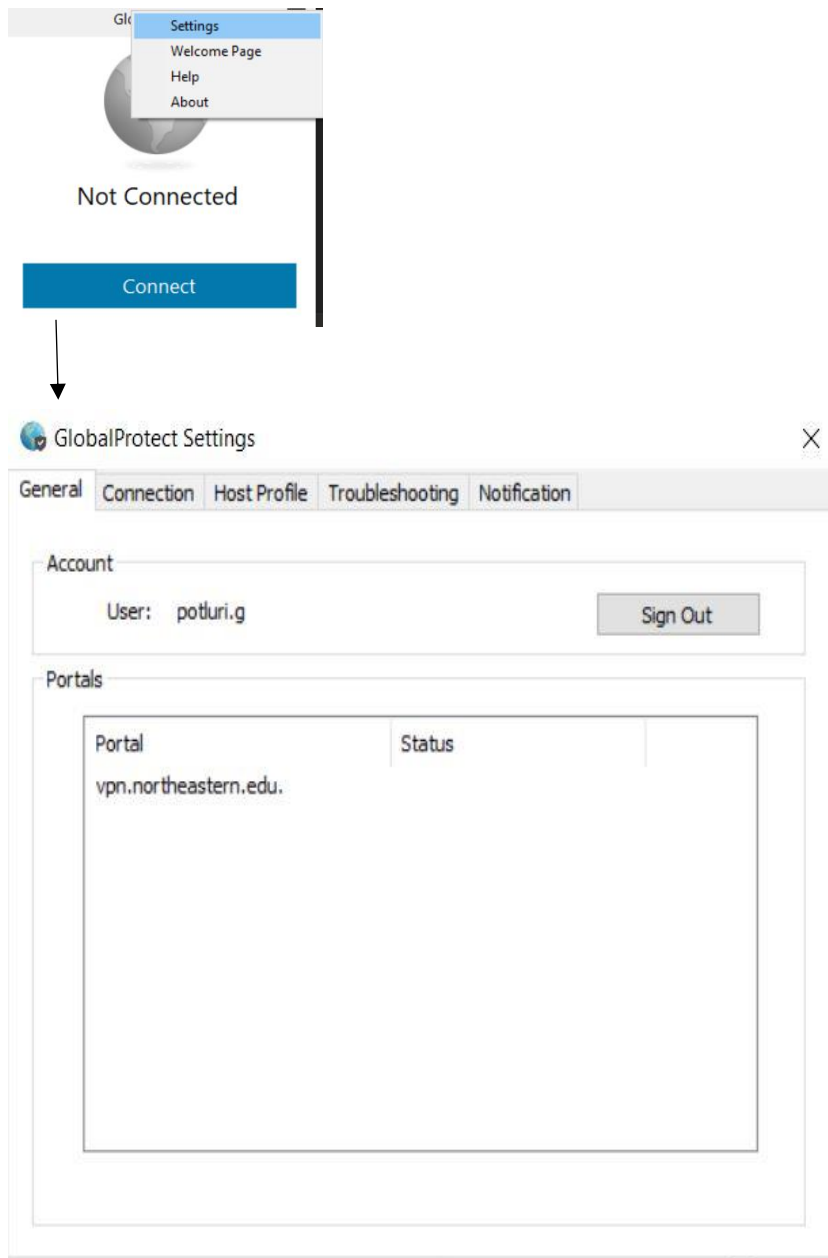 Settings
Welcome Page
Help
About
Not Connected
Connect
GlobalProtect Settings
General Connection Host Profile Troubleshooting Notification
Account
User: potluri.g Sign Out
Portals
Portal Status
vpn.northeastern.edu.